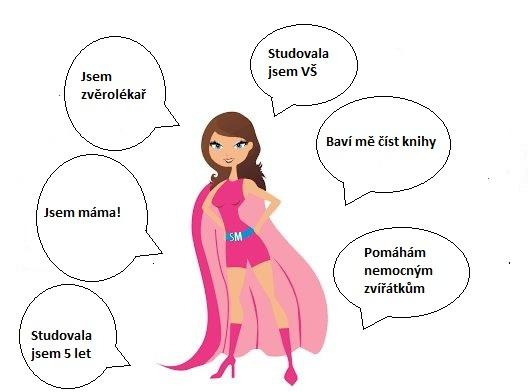 Studovala
jsem VŠ
Jsem
zvěrolékař
Baví mě číst knihy
Jsem máma!
SM
Pomáhám
nemocným
zvířátkům
Studovala
jsem 5 let